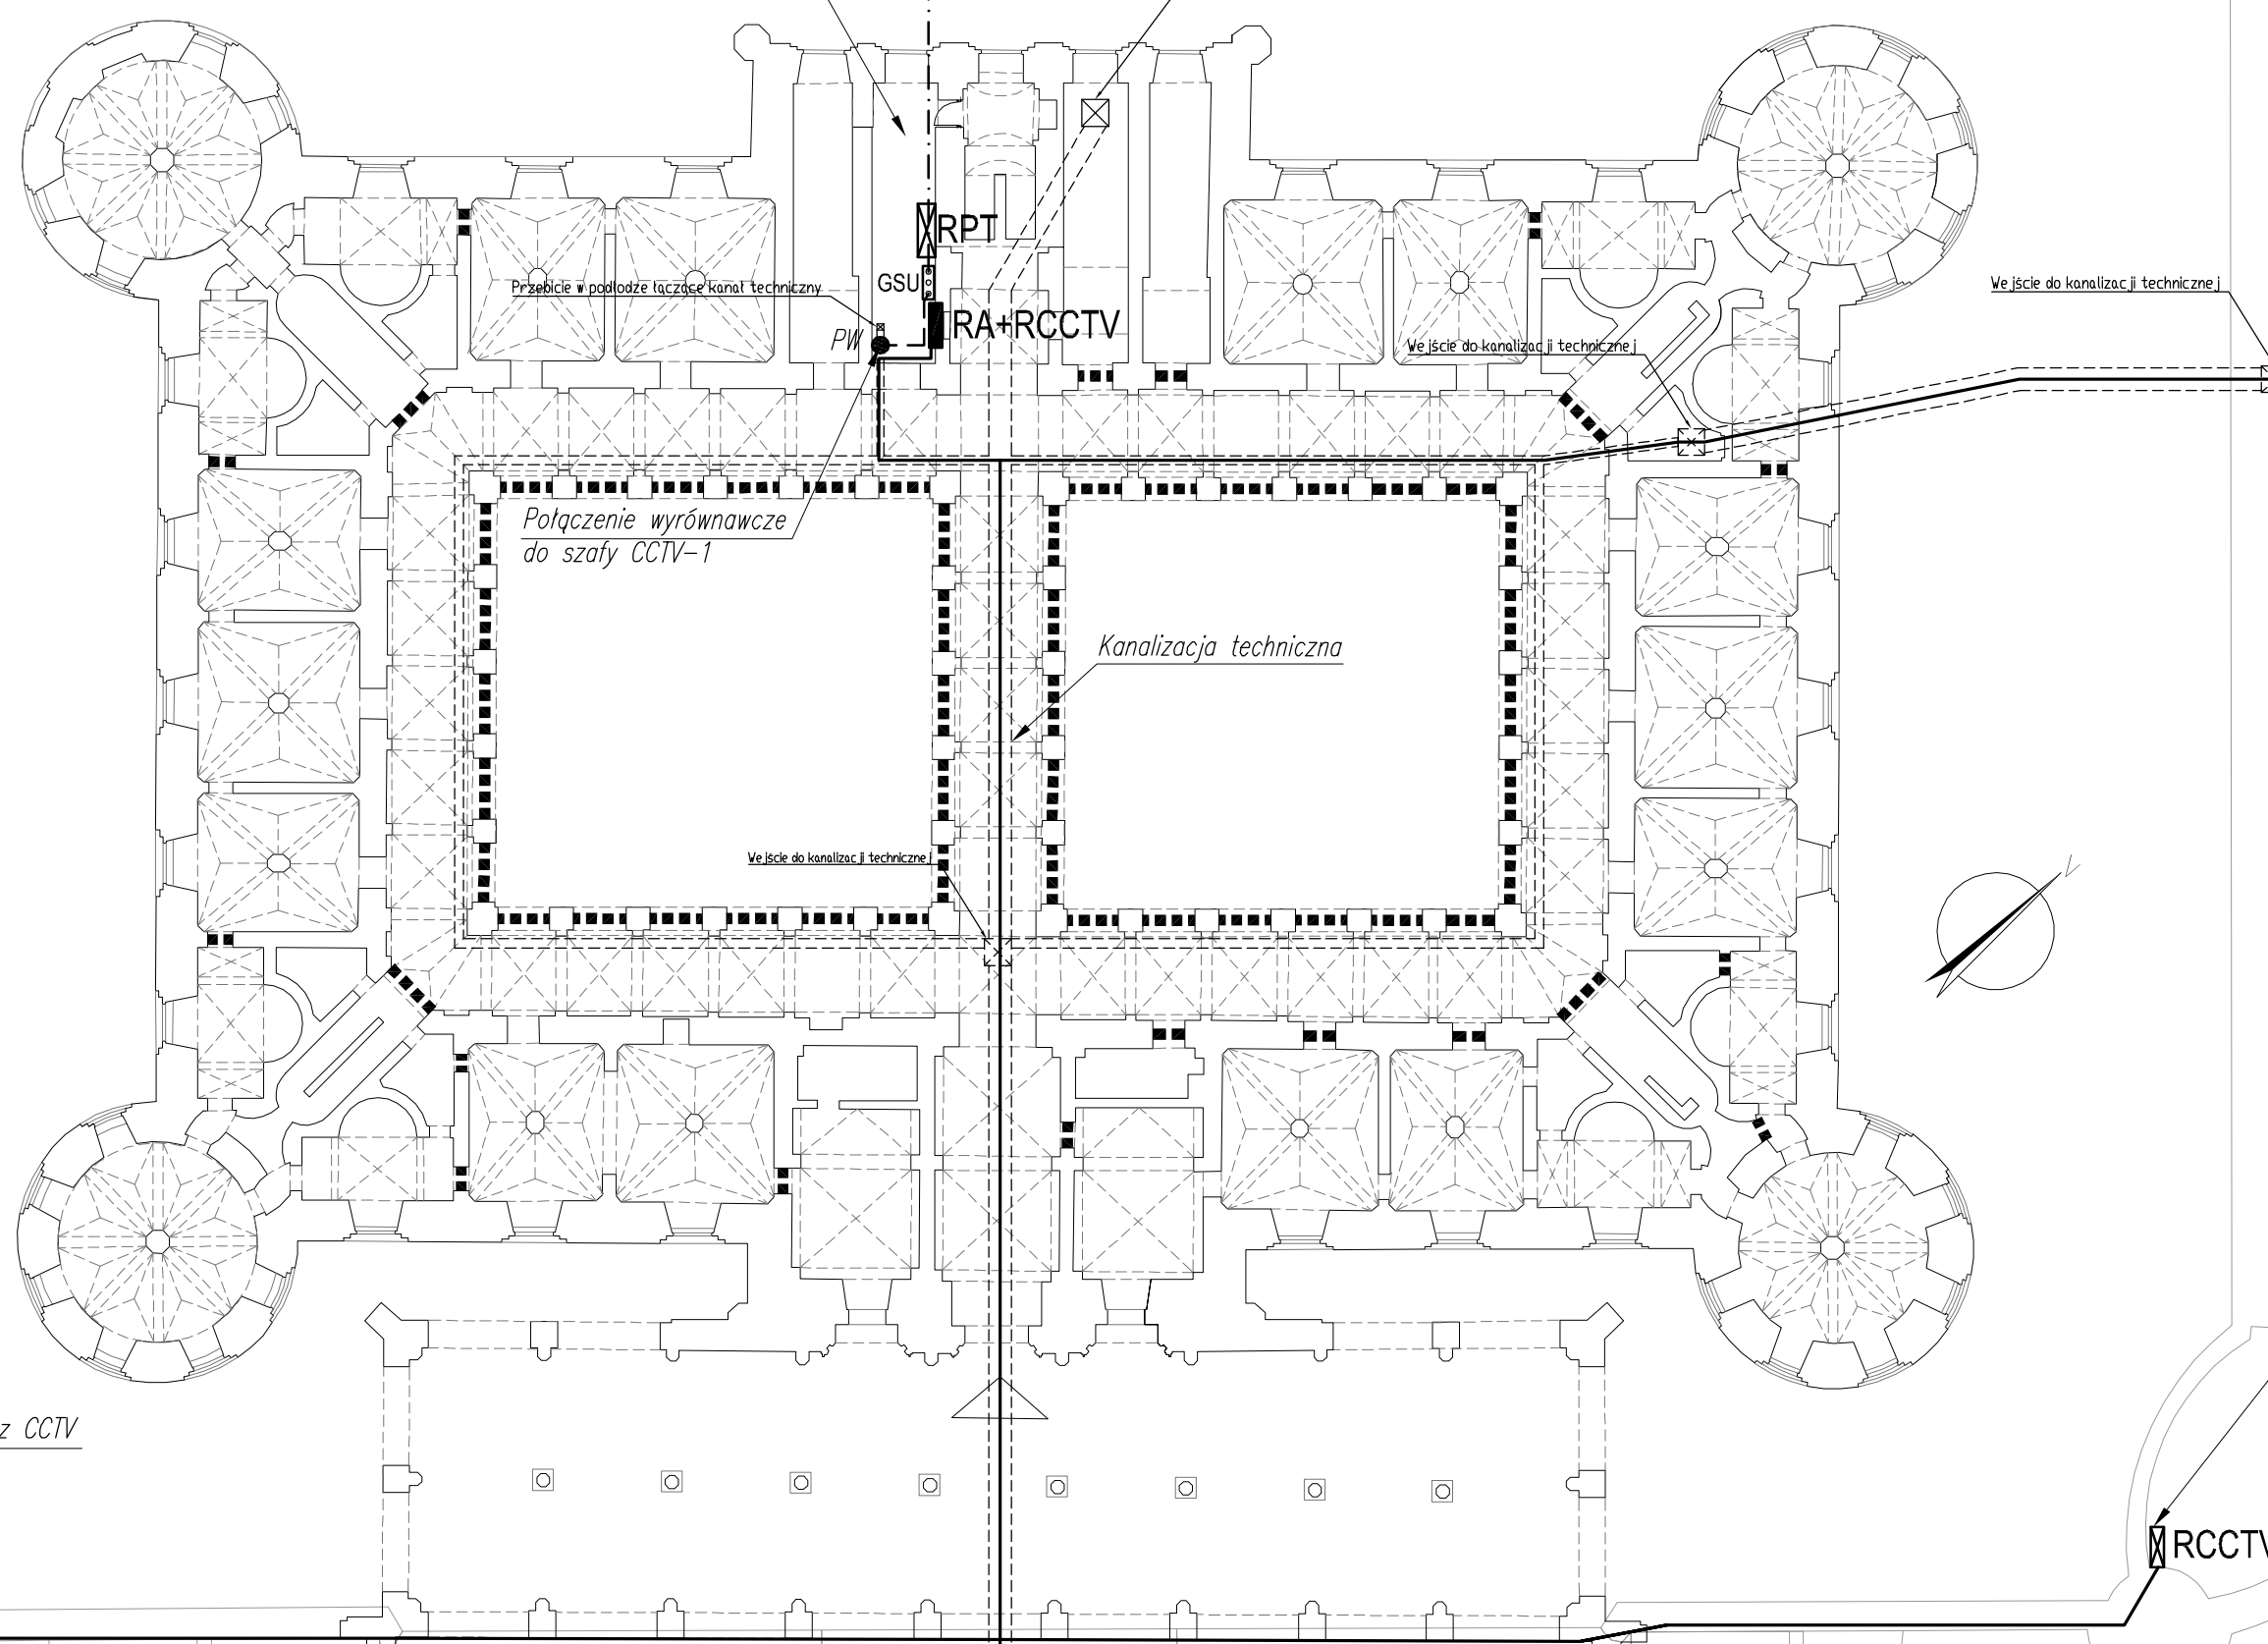 RPT
GSU
Przebicie w podłodze łączące kanał techniczny
RA+RCCTV
PW
Wejście do kanalizacji technicznej
Wejście do kanalizacji technicznej
Połączenie wyrównawcze
do szafy CCTV-1
Kanalizacja techniczna
Wejście do kanalizacji technicznej
z CCTV
RCCTV